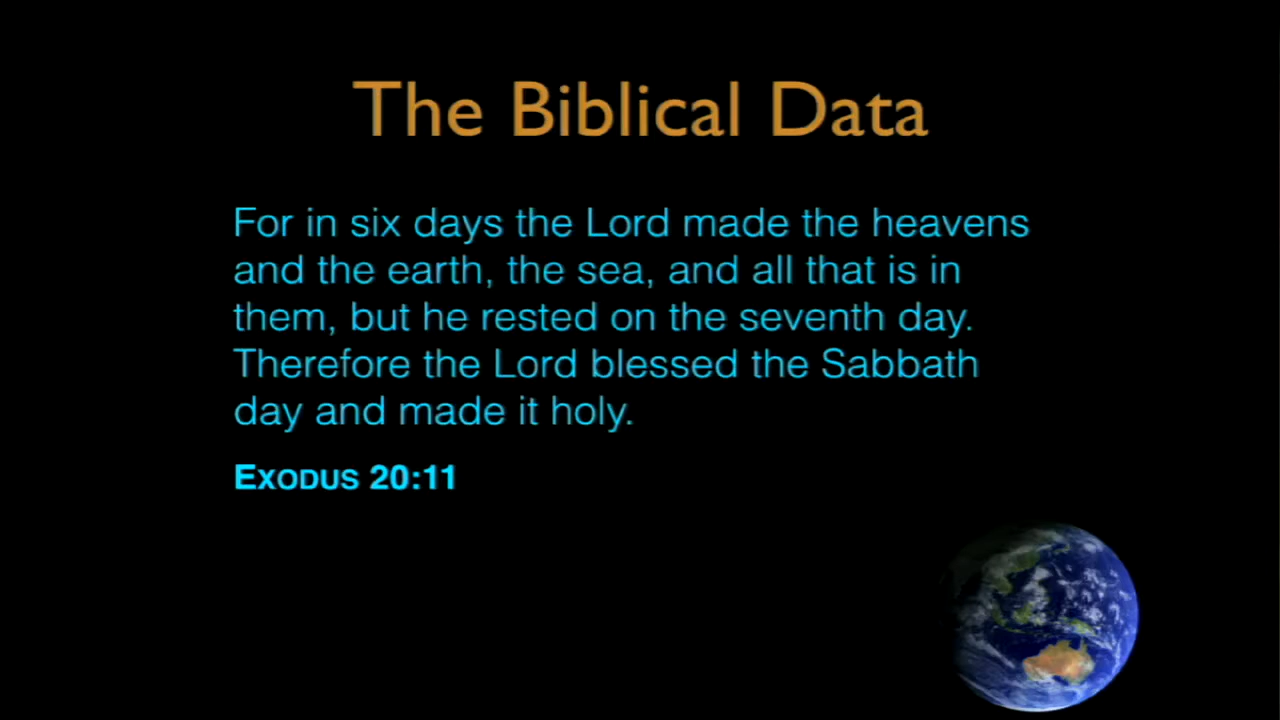 The Biblical Data
For in six days the Lord made the heavens
and the earth, the sea, and all that is in
them, but he rested on the seventh day.
Therefore the Lord blessed the Sabbath
day and made it holy.
EXODUS 20:11